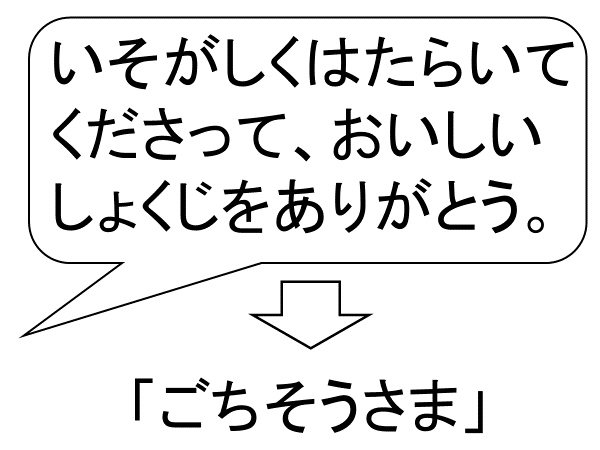 いそがしくはたらいて
くださって、おいしい
しょくじをありがとう。
「ごちそうさま」